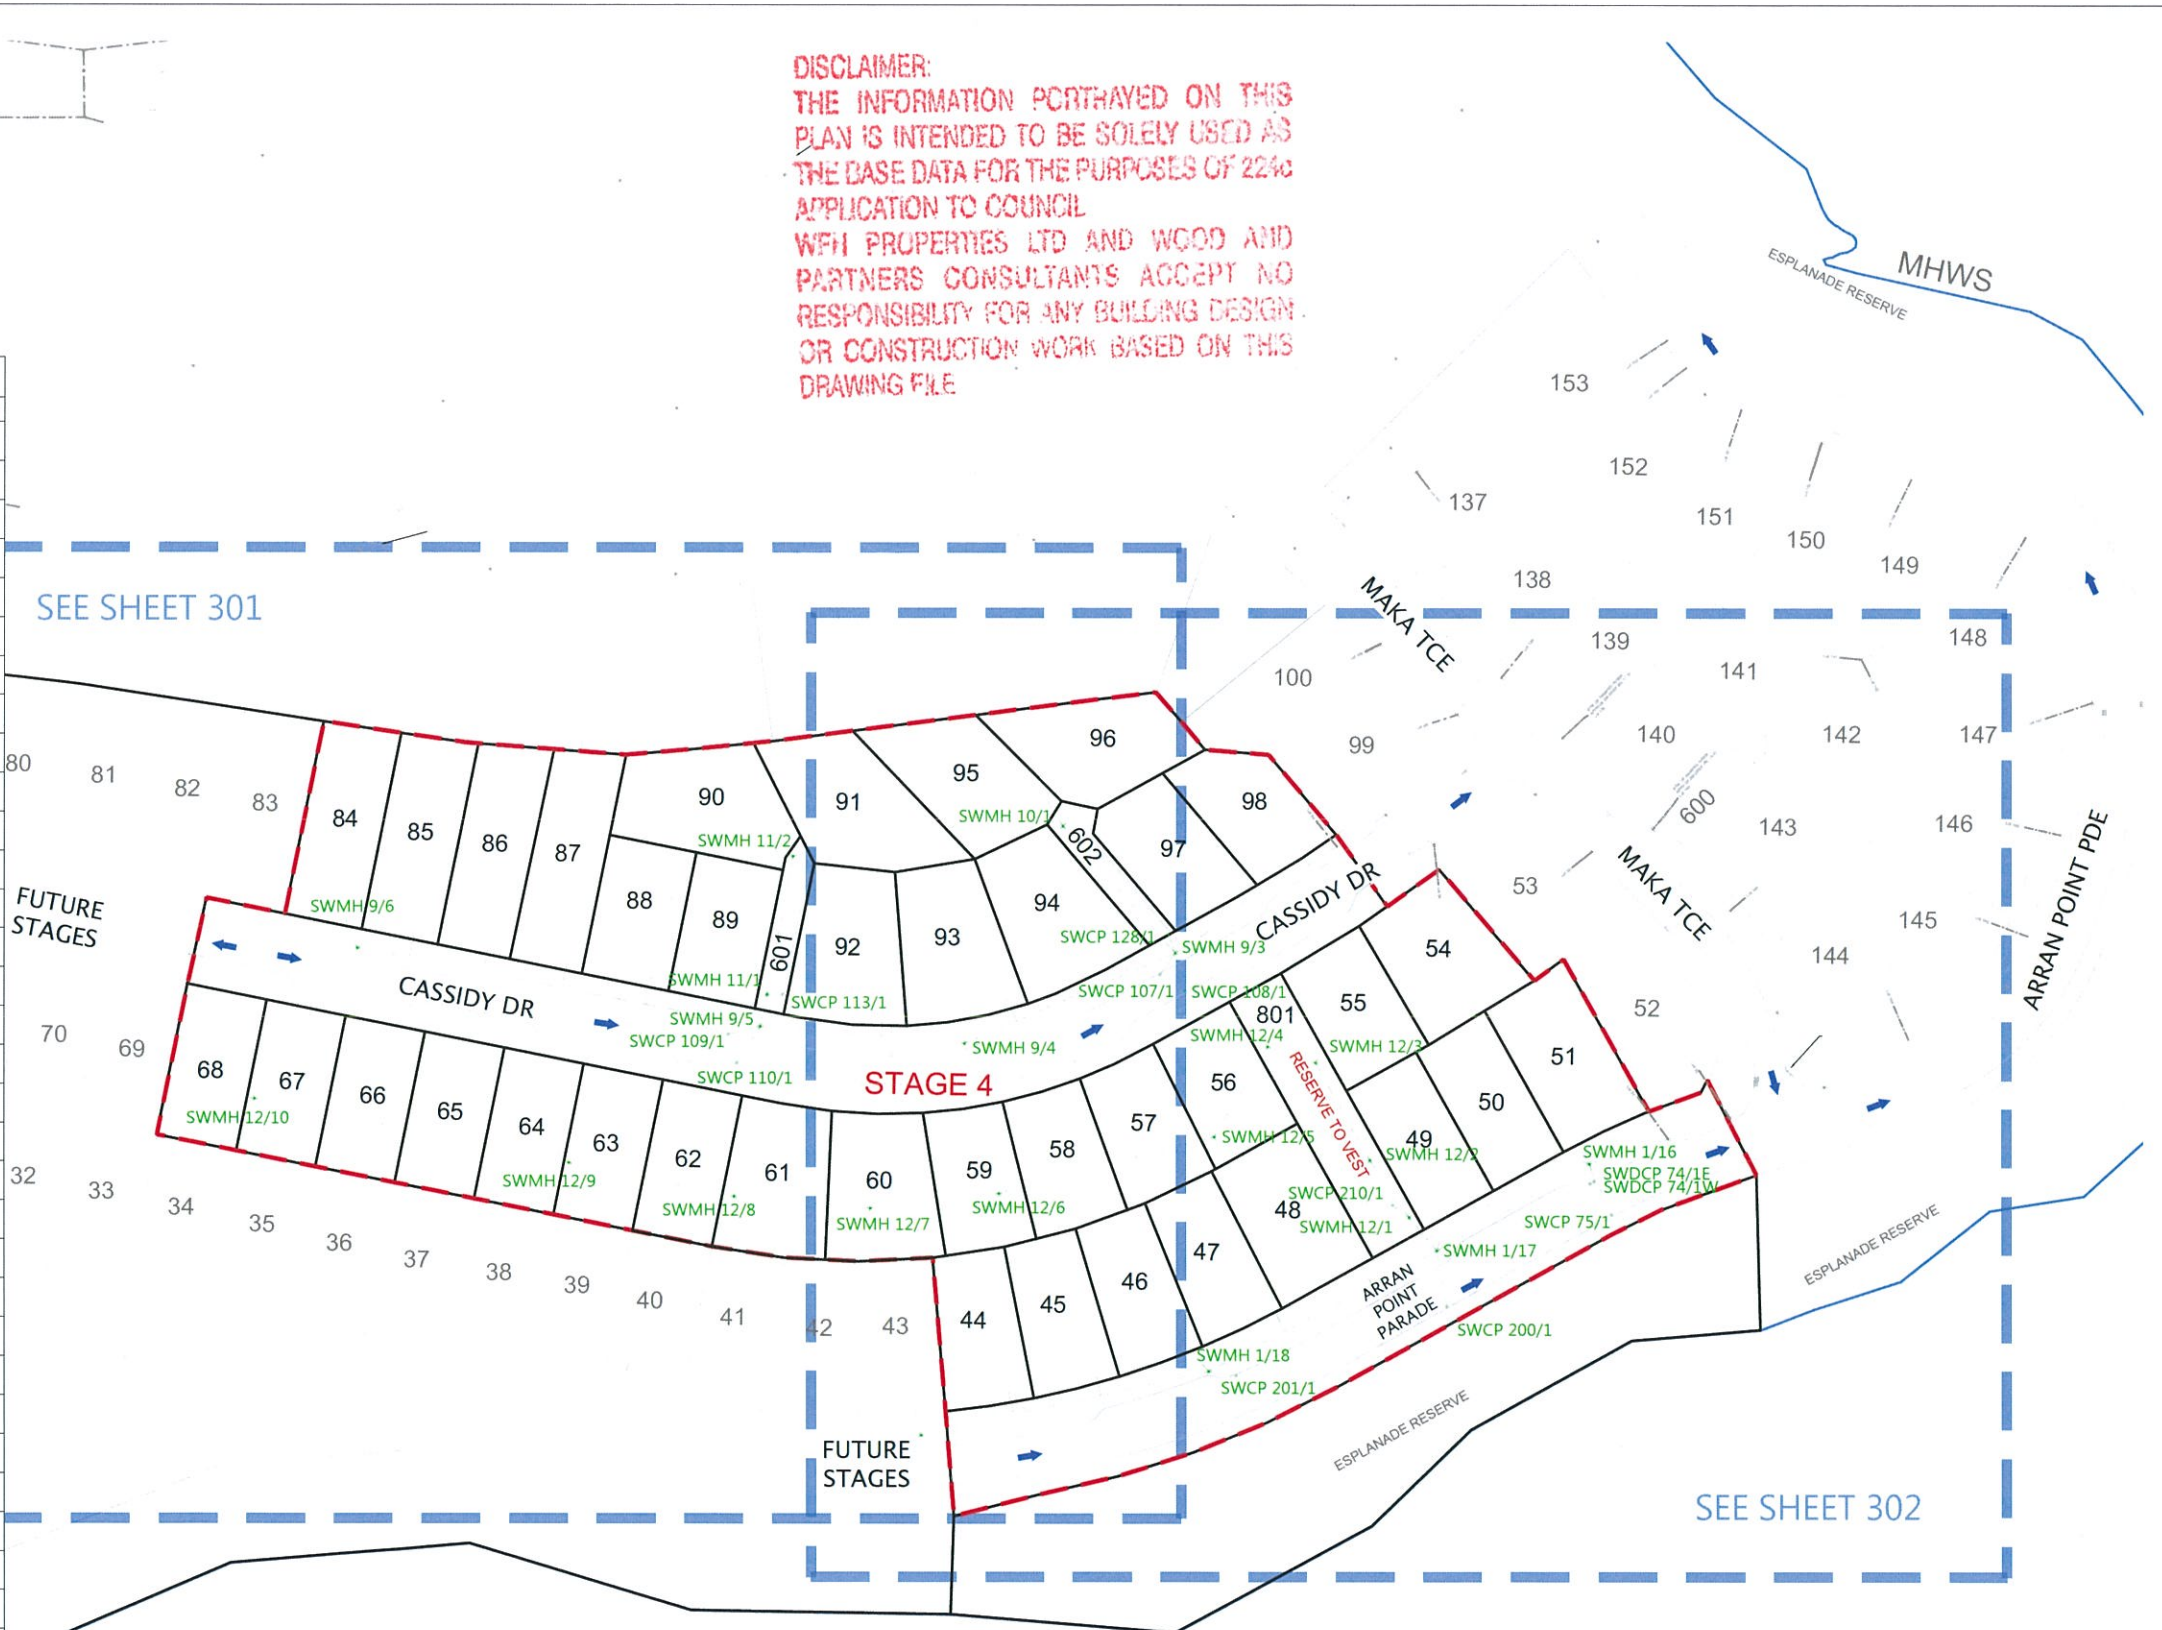 DISCLAIMER:
THE INFORMATION PORTRAYED ON THIS
PLAN IS INTENDED TO BE SOLELY USED AS
THE BASE DATA FOR THE PURPOSES OF 224c
APPLICATION TO COUNCIL
WFH PROPERTIES LTD AND WOOD AND
PARTNERS CONSULTANTS ACCEPT NO
RESPONSIBILITY FOR ANY BUILDING DESIGN
OR CONSTRUCTION WORK BASED ON THIS
DRAWING FILE
MHWS
ESPLANADE RESERVE
153
152
137
151
150
149
138
MAKA TCE
SEE SHEET 301
139
148
141
100
99
140
142
147
600
143
146
53
MAKA TCE
145
144
52
ARRAN POINT PDE
80
81
82
83
84
85
86
87
90
91
95
96
98
97
SWMH 10/1
602
SWMH 11/2
88
89
601
92
93
94
SWMH 9/6
FUTURE
STAGES
CASSIDY DR
SWMH 11/1
SWCP 113/1
SWMH 9/5
SWCP 109/1
SWCP 110/1
SWCP 128/1
SWMH 9/3
CASSIDY DR
SWCP 107/1
SWCP 108/1
SWMH 9/4
STAGE 4
54
55
801
SWMH 12/4
SWMH 12/3
RESERVE TO VEST
51
50
49
56
57
58
59
60
61
62
63
64
65
66
67
68
69
70
SWMH 12/10
SWMH 12/9
SWMH 12/8
SWMH 12/7
SWMH 12/6
SWMH 12/5
SWMH 12/2
SWMH 1/16
SWDCP 74/1E
SWDCP 74/1W
SWCP 210/1
48
SWMH 12/1
SWCP 75/1
SWMH 1/17
47
46
45
44
43
42
41
40
39
38
37
36
35
34
33
32
ARRAN
POINT
PARADE
SWCP 200/1
SWMH 1/18
SWCP 201/1
ESPLANADE RESERVE
ESPLANADE RESERVE
FUTURE
STAGES
SEE SHEET 302